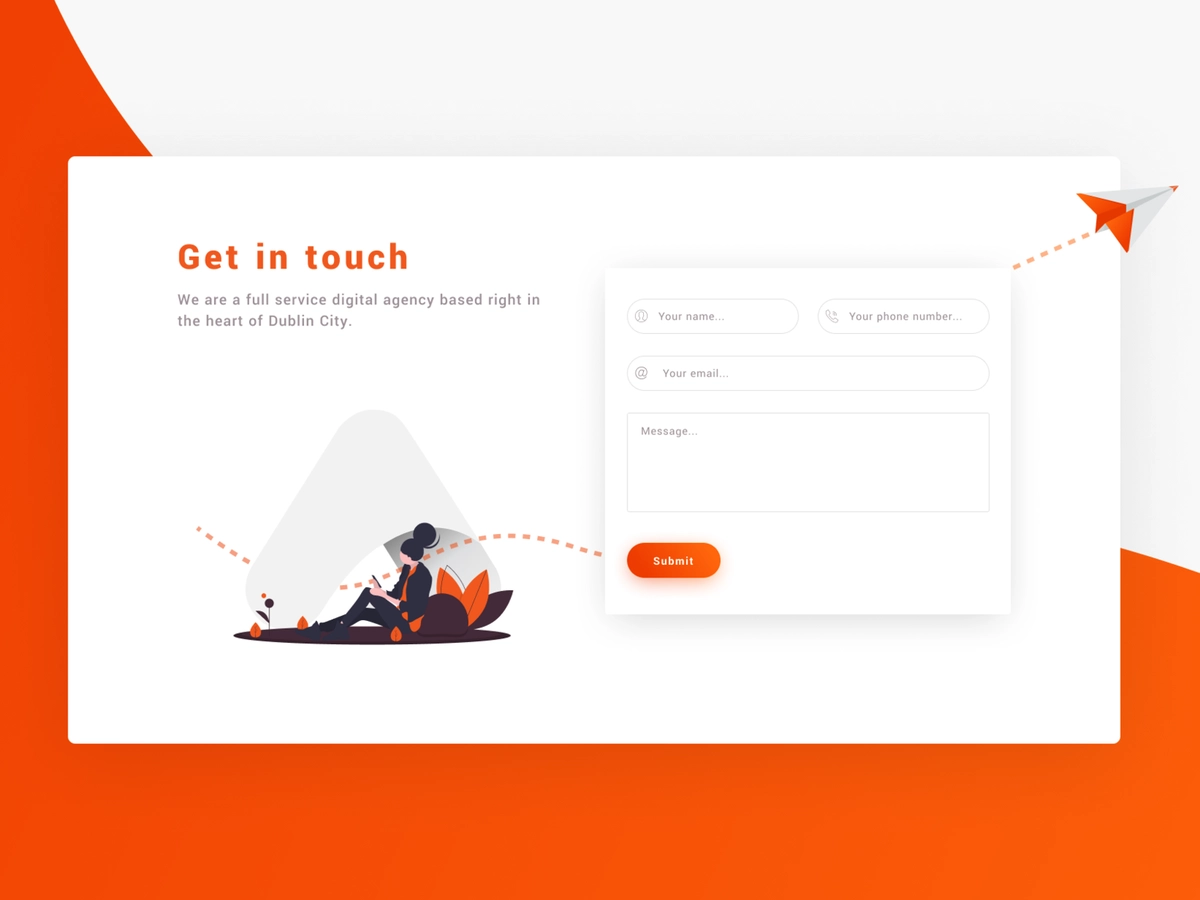 Get in touch
We are a full service digital agency based right in
the heart of Dublin City.
Your name...
Your phone number...
Your email...
Message...
Submit